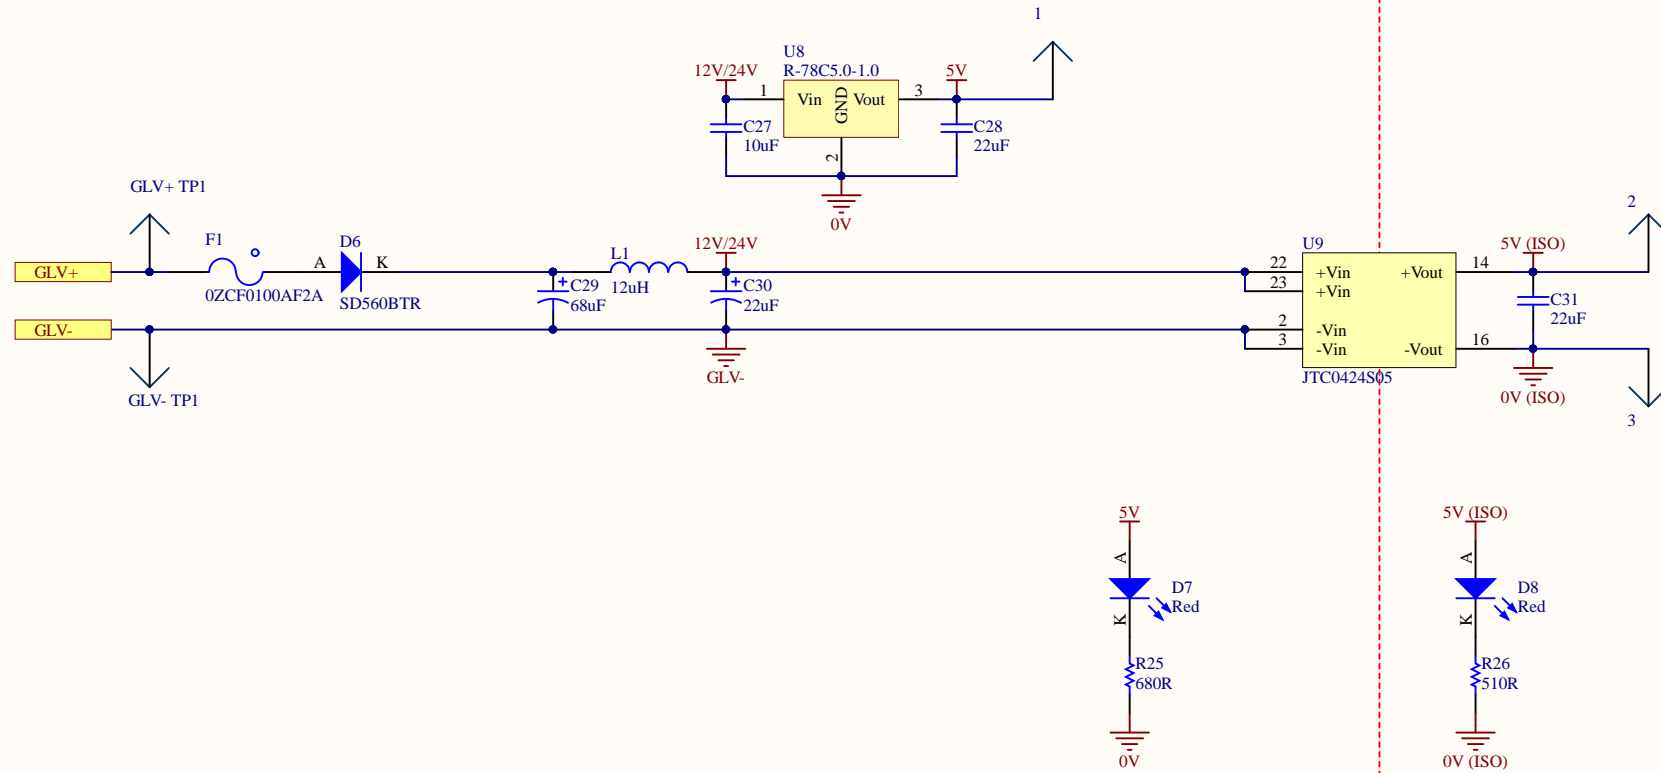 1
U8
R-78C5.0-1.0
12V/24V
5V
1
Vin
GND
Vout
3
C27
10uF
2
C28
22uF
0V
GLV+ TP1
F1
0ZCF0100AF2A
A
D6
K
SD560BTR
GLV+
GLV-
GLV- TP1
C29
68uF
L1
12uH
12V/24V
C30
22uF
GLV-
U9
22
+Vin
23
+Vin
2
-Vin
3
-Vin
+Vout
14
-Vout
16
JTC0424S05
5V (ISO)
C31
22uF
0V (ISO)
2
3
5V
A
D7
Red
K
R25
680R
0V
5V (ISO)
A
D8
Red
K
R26
510R
0V (ISO)